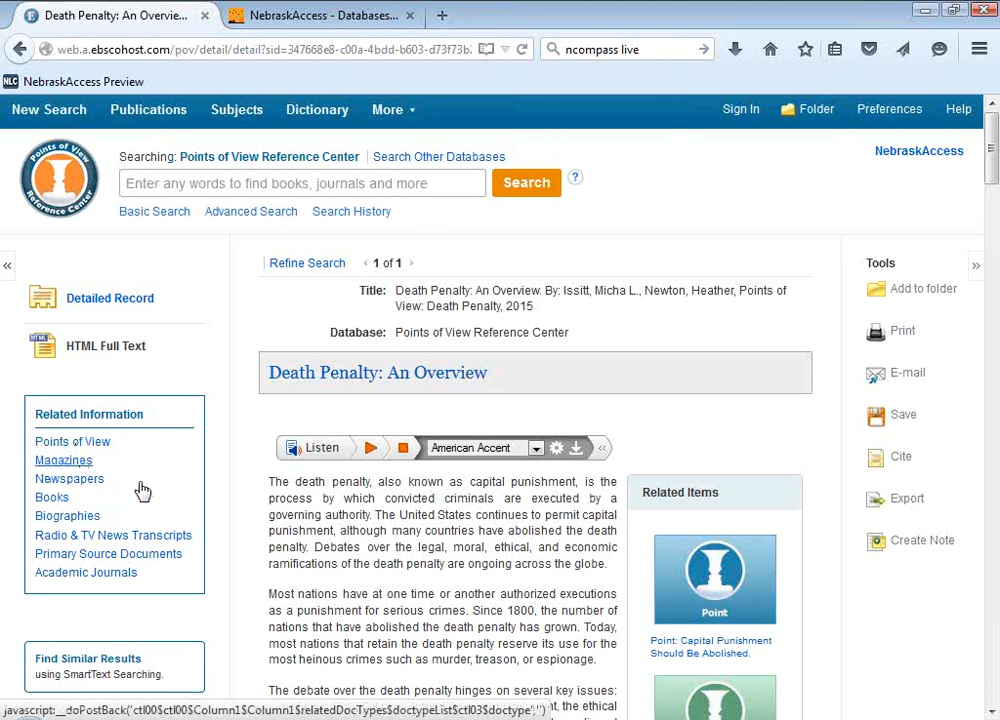 Death Penalty: An Overvie...
NebraskAccess - Databases...
web.a.ebscohost.com/pov/detail/detail?sid=347668e8-c00a-4bdd-b603-d73f73b.
ncompass live
NLC NebraskAccess Preview
New Search Publications Subjects Dictionary More
Sign In Folder Preferences Help
Points of View Reference Center
Searching: Points of View Reference Center Search Other Databases
NebraskAccess
Enter any words to find books, journals and more Search ?
Basic Search Advanced Search Search History
«
Detailed Record
HTML HTML Full Text
Related Information
Points of View
Magazines
Newspapers
Books
Biographies
Radio & TV News Transcripts
Primary Source Documents
Academic Journals
Find Similar Results
using SmartText Searching.
Refine Search 1 of 1
Title: Death Penalty: An Overview. By: Issitt, Micha L., Newton, Heather, Points of
View: Death Penalty, 2015
Database: Points of View Reference Center
Death Penalty: An Overview
Listen American Accent «
The death penalty, also known as capital punishment, is the
process by which convicted criminals are executed by a
governing authority. The United States continues to permit capital
punishment, although many countries have abolished the death
penalty. Debates over the legal, moral, ethical, and economic
ramifications of the death penalty are ongoing across the globe.
Most nations have at one time or another authorized executions
as a punishment for serious crimes. Since 1800, the number of
nations that have abolished the death penalty has grown. Today,
most nations that retain the death penalty reserve its use for the
most heinous crimes such as murder, treason, or espionage.
The debate over the death penalty hinges on several key issues:
nt, the ethical
Related Items
Point
Point: Capital Punishment
Should Be Abolished.
Tools
»
Add to folder
Print
E-mail
Save
Cite
Export
Create Note
javascript:__doPostBack('ctl00$ctl00$Column1$Column1$relatedDocTypes$doctypeList$ctl03$doctype','')